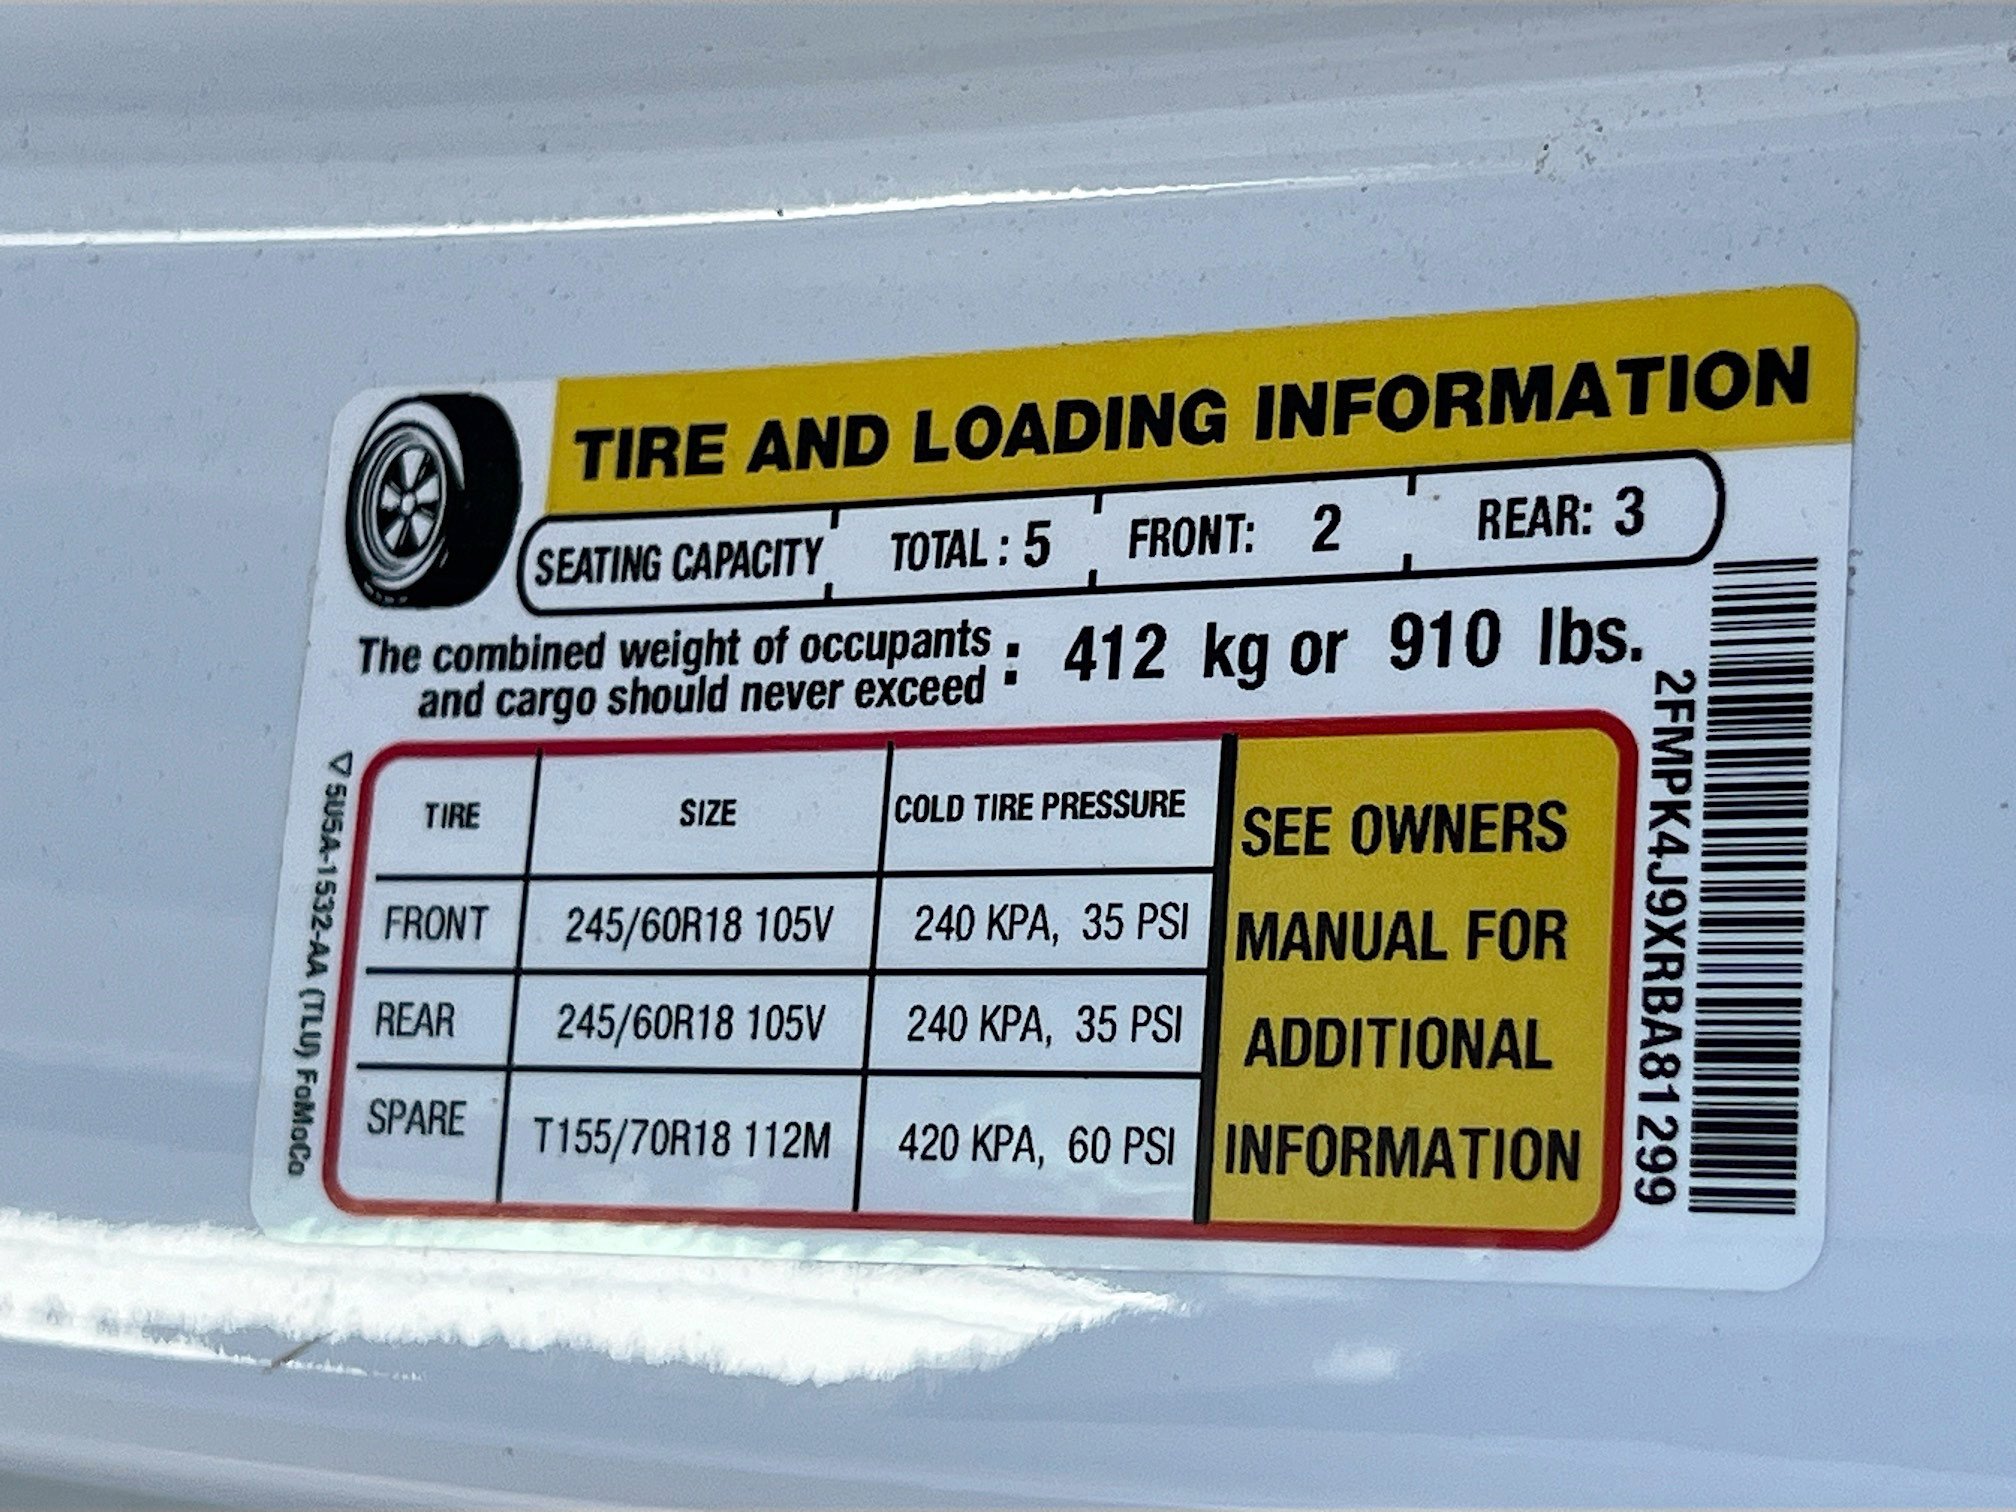 TIRE AND LOADING INFORMATION
SEATING CAPACITY TOTAL : 5 FRONT: 2 REAR: 3
The combined weight of occupants
and cargo should never exceed : 412 kg or 910 lbs.
TIRE SIZE COLD TIRE PRESSURE
FRONT 245/60R18 105V 240 KPA, 35 PSI
REAR 245/60R18 105V 240 KPA, 35 PSI
SPARE T155/70R18 112M 420 KPA, 60 PSI
SEE OWNERS
MANUAL FOR
ADDITIONAL
INFORMATION
5U5A-1532-AA (TLU) FoMoCo
2FMPK4J9XRBA81299